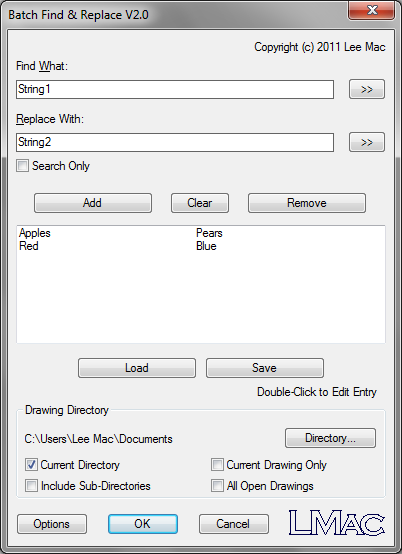 Batch Find & Replace V2.0
Copyright (c) 2011 Lee Mac
Find What:
String1
>>
Replace With:
String2
>>
Search Only
Add Clear Remove
Apples Pears
Red Blue
Load Save
Double-Click to Edit Entry
Drawing Directory
C:\Users\Lee Mac\Documents Directory...
Current Directory Current Drawing Only
Include Sub-Directories All Open Drawings
Options OK Cancel LMAC